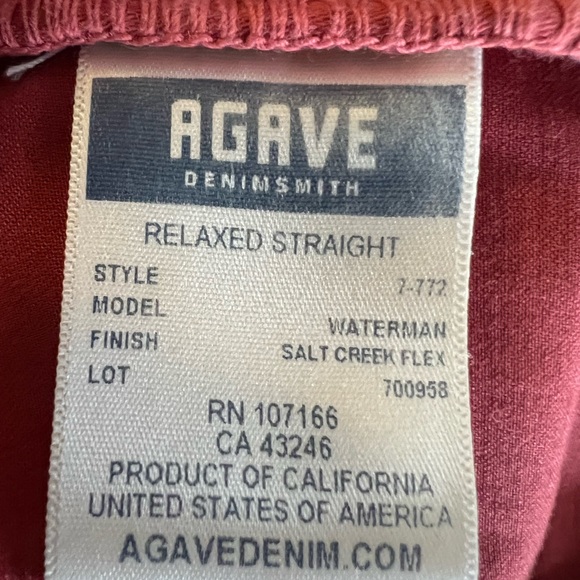 AGAVE
DENIMSMITH
RELAXED STRAIGHT
STYLE 7-772
MODEL WATERMAN
FINISH SALT CREEK FLEX
LOT 700958
RN 107166
CA 43246
PRODUCT OF CALIFORNIA
UNITED STATES OF AMERICA
AGAVEDENIM.COM